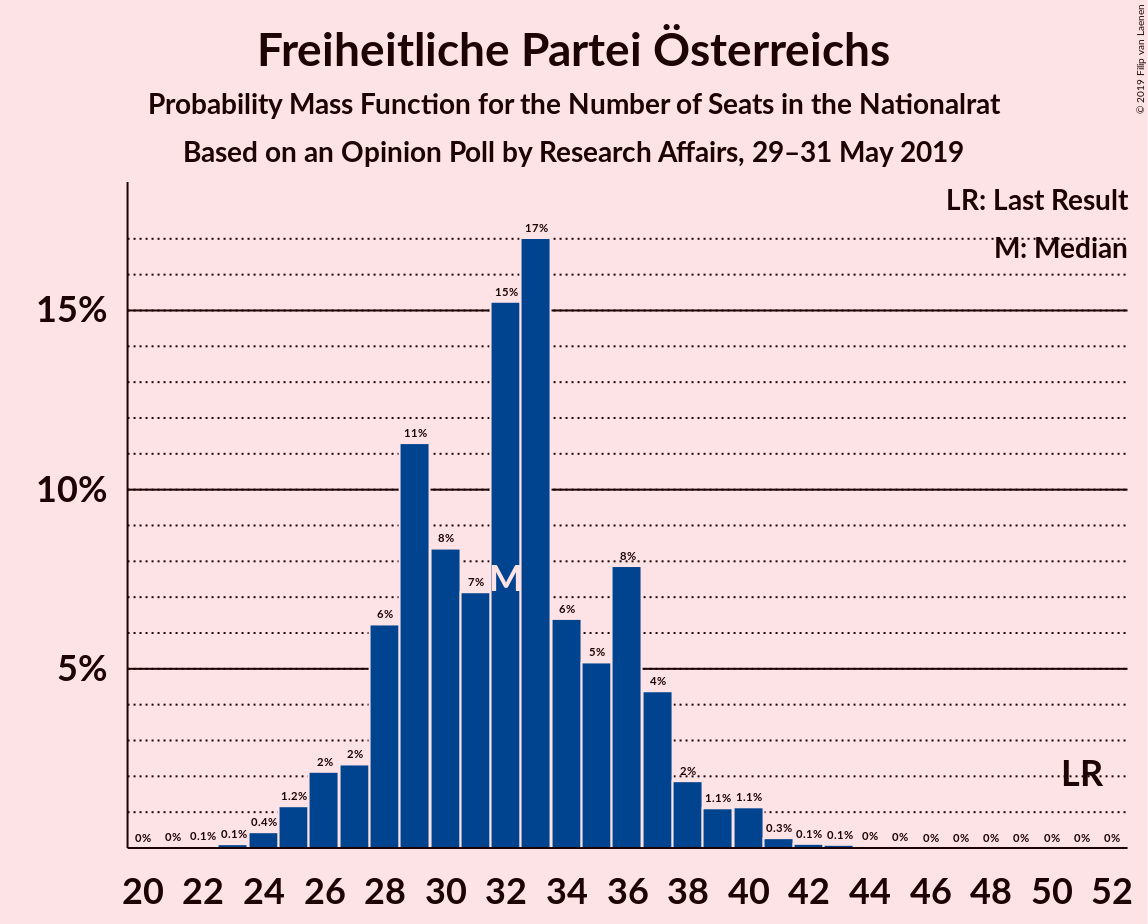 Freiheitliche Partei Österreichs
Probability Mass Function for the Number of Seats in the Nationalrat
Based on an Opinion Poll by Research Affairs, 29–31 May 2019
© 2019 Filip van Laenen
LR: Last Result
M: Median
15%
10%
5%
0% 0% 0.1% 0.1% 0.4% 1.2% 2% 2% 6% 11% 8% 7% 15% 17% 6% 5% 8% 4% 2% 1.1% 1.1% 0.3% 0.1% 0.1% 0% 0% 0% 0% 0% 0% 0% 0% 0%
M
LR
20 22 24 26 28 30 32 34 36 38 40 42 44 46 48 50 52